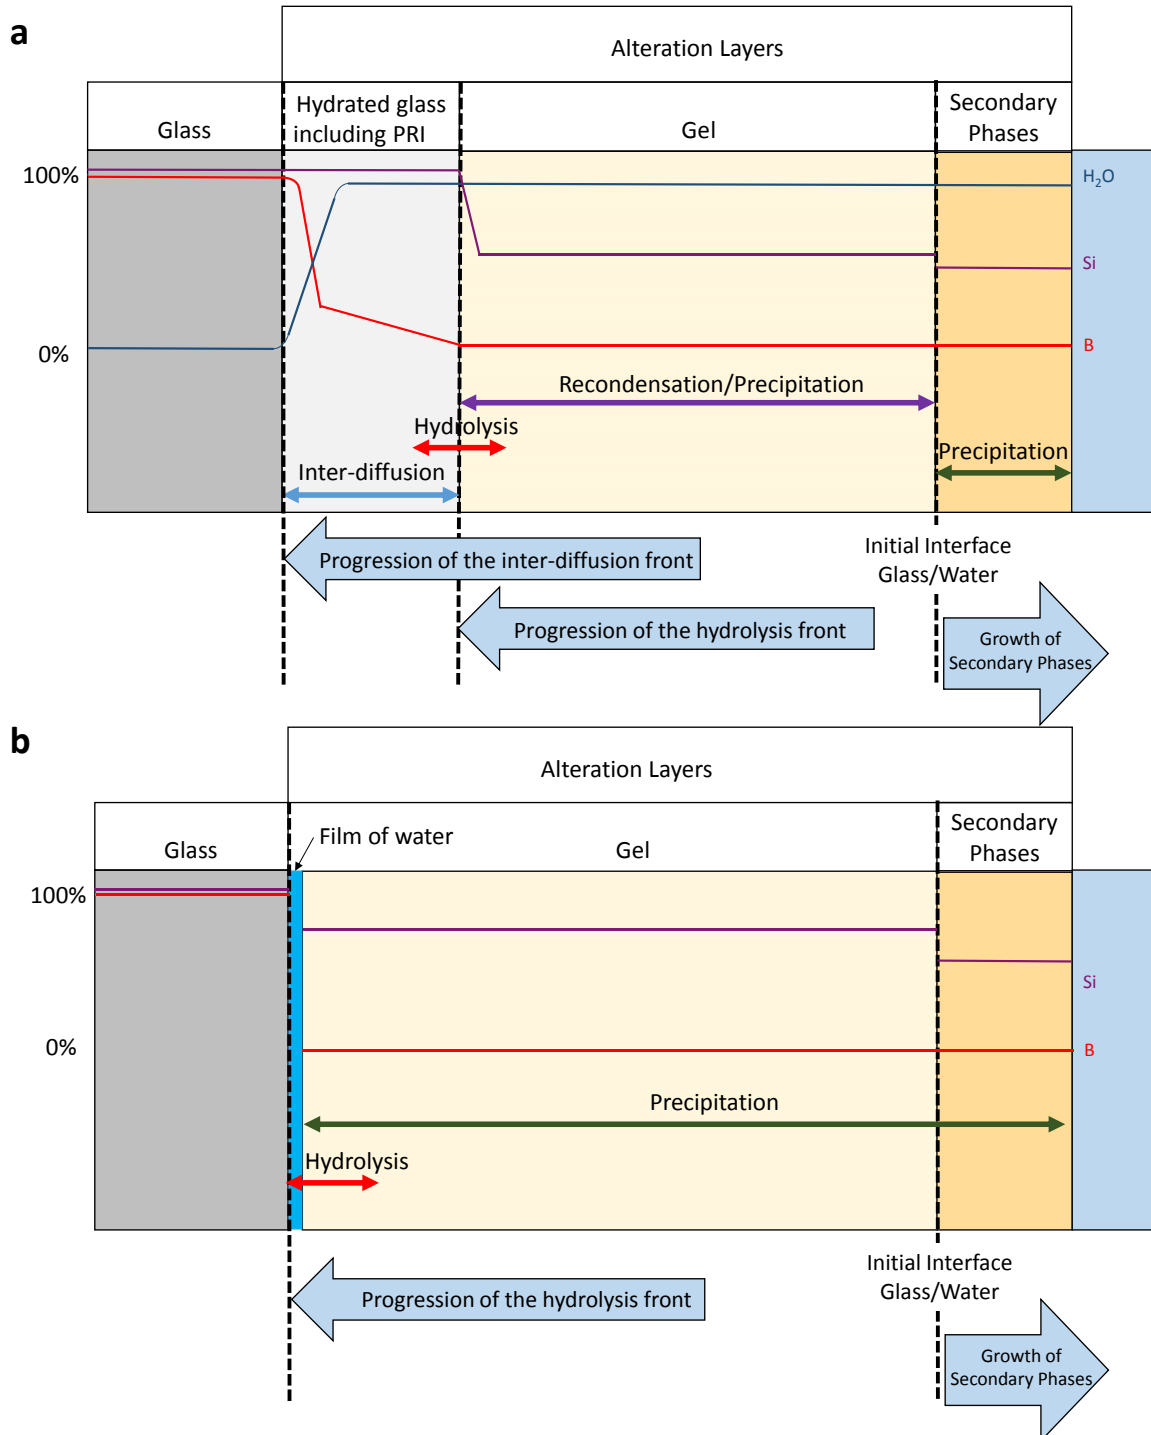 a
Alteration Layers
Glass
Hydrated glass
including PRI
Gel
Secondary
Phases
100%
0%
H₂O
Si
B
Recondensation/Precipitation
Hydrolysis
Inter-diffusion
Precipitation
Progression of the inter-diffusion front
Initial Interface
Glass/Water
Progression of the hydrolysis front
Growth of
Secondary Phases
b
Alteration Layers
Glass
Film of water
Gel
Secondary
Phases
100%
0%
Si
B
Precipitation
Hydrolysis
Initial Interface
Glass/Water
Progression of the hydrolysis front
Growth of
Secondary Phases